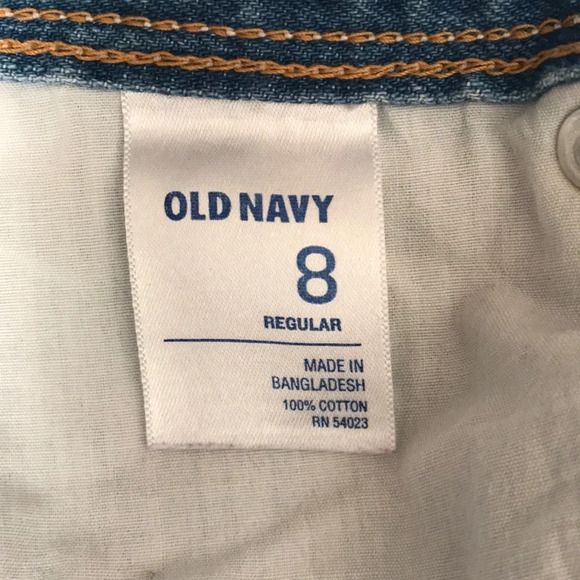 OLD NAVY
8
REGULAR
MADE IN
BANGLADESH
100% COTTON
RN 54023